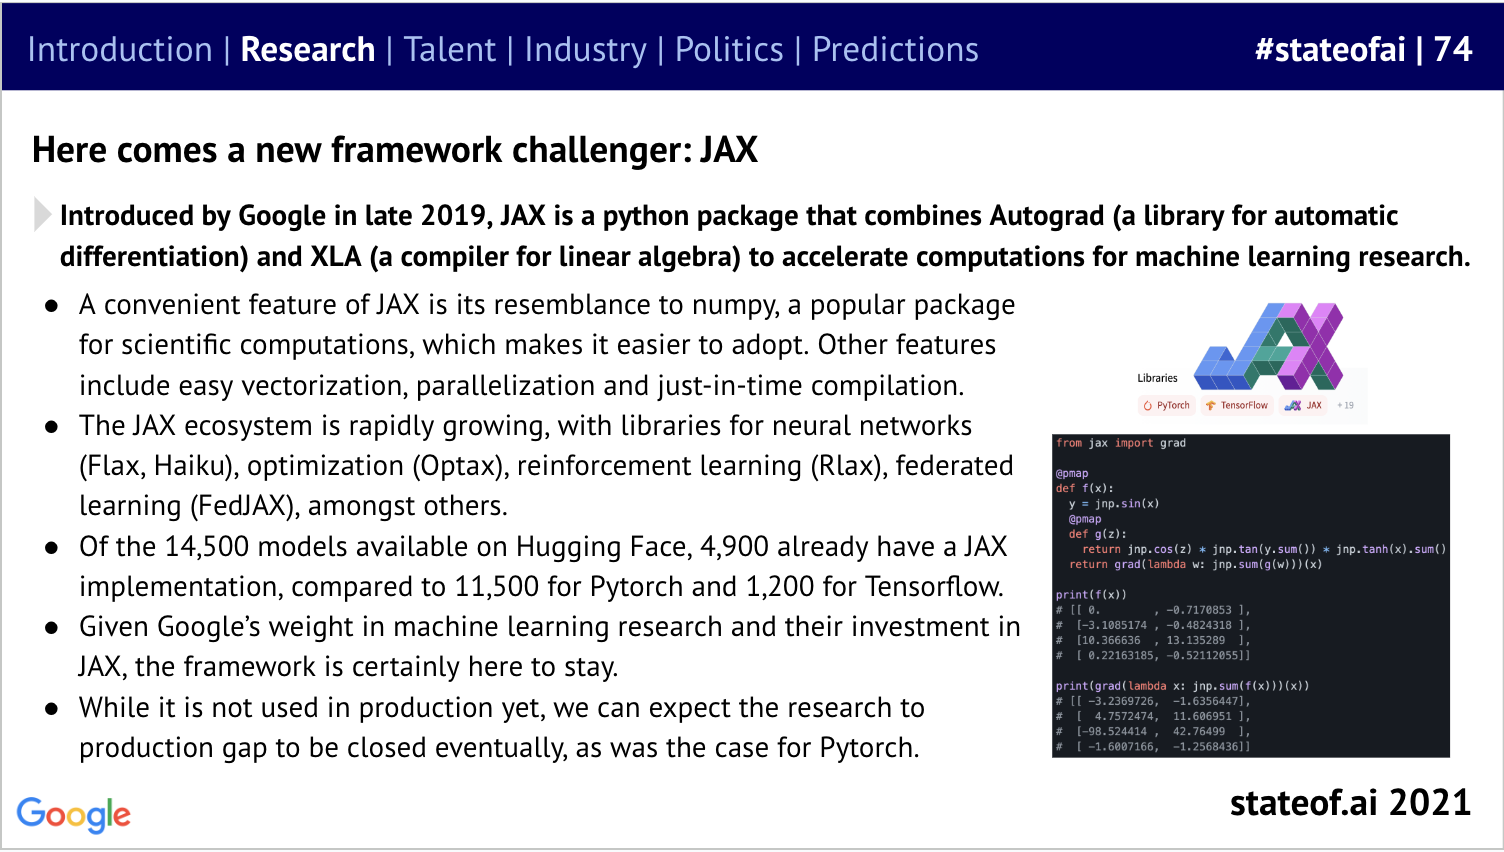 Introduction | Research | Talent | Industry | Politics | Predictions
#stateofai | 74
Here comes a new framework challenger: JAX
Introduced by Google in late 2019, JAX is a python package that combines Autograd (a library for automatic
differentiation) and XLA (a compiler for linear algebra) to accelerate computations for machine learning research.
● A convenient feature of JAX is its resemblance to numpy, a popular package
for scientific computations, which makes it easier to adopt. Other features
include easy vectorization, parallelization and just-in-time compilation.
● The JAX ecosystem is rapidly growing, with libraries for neural networks
(Flax, Haiku), optimization (Optax), reinforcement learning (Rlax), federated
learning (FedJAX), amongst others.
● Of the 14,500 models available on Hugging Face, 4,900 already have a JAX
implementation, compared to 11,500 for Pytorch and 1,200 for Tensorflow.
● Given Google's weight in machine learning research and their investment in
JAX, the framework is certainly here to stay.
● While it is not used in production yet, we can expect the research to
production gap to be closed eventually, as was the case for Pytorch.
JAX
Libraries
PyTorch TensorFlow JAX +19
from jax import grad
@pmap
def f(x):
  y = jnp.sin(x)
  @pmap
  def g(z):
    return jnp.cos(z) * jnp.tan(y.sum()) * jnp.tanh(x).sum()
  return grad(lambda w: jnp.sum(g(w)))(x)
print(f(x))
# [[ 0.        , -0.7170853 ],
#  [-3.1085174 , -0.4824318 ],
#  [10.366636  , 13.135289  ],
#  [ 0.22163185, -0.52112055]]
print(grad(lambda x: jnp.sum(f(x)))(x))
# [[ -3.2369726,  -1.6356447],
#  [  4.7572474,  11.606951 ],
#  [-98.524414 ,  42.76499  ],
#  [ -1.6007166,  -1.2568436]]
Google
stateof.ai 2021